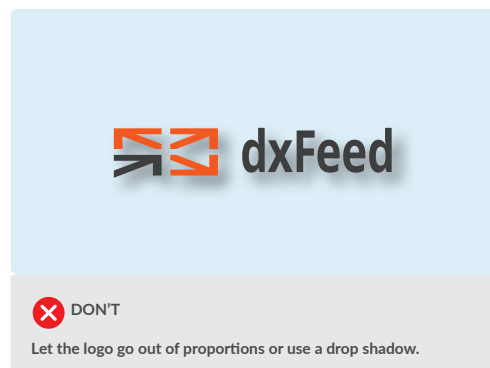 dxFeed
DON’T
Let the logo go out of proportions or use a drop shadow.